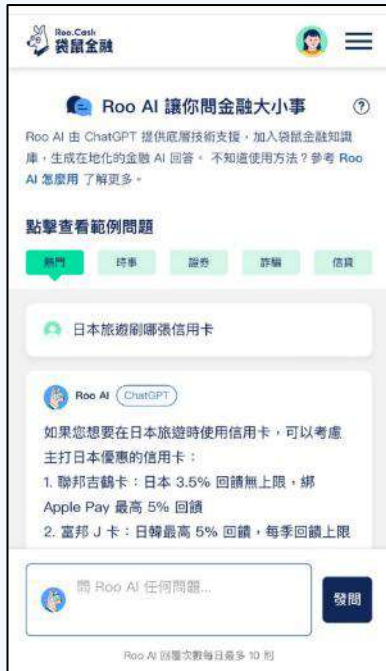 Roo.Cash
袋鼠金融
Roo AI 讓你問金融大小事
Roo AI 由 ChatGPT 提供底層技術支援，加入袋鼠金融知識
庫，生成在地化的金融 AI 回答。 不知道使用方法？參考 Roo
AI 怎麼用 了解更多。
點擊查看範例問題
熱門 時事 證券 詐騙 信貸
日本旅遊刷哪張信用卡
Roo AI ChatGPT
如果您想要在日本旅遊時使用信用卡，可以考慮
主打日本優惠的信用卡：
1. 聯邦吉鶴卡：日本 3.5% 回饋無上限，綁
Apple Pay 最高 5% 回饋
2. 富邦 J 卡：日韓最高 5% 回饋，每季回饋上限
問 Roo AI 任何問題...
發問
Roo AI 回覆次數每日最多 10 則